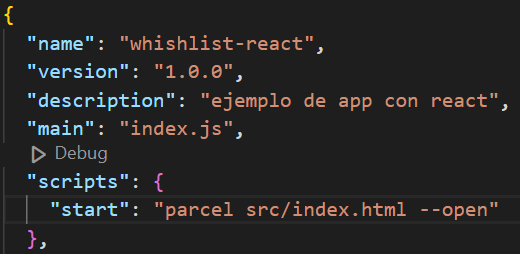 {
"name": "whishlist-react",
"version": "1.0.0",
"description": "ejemplo de app con react",
"main": "index.js",
Debug
"scripts": {
"start": "parcel src/index.html --open"
},